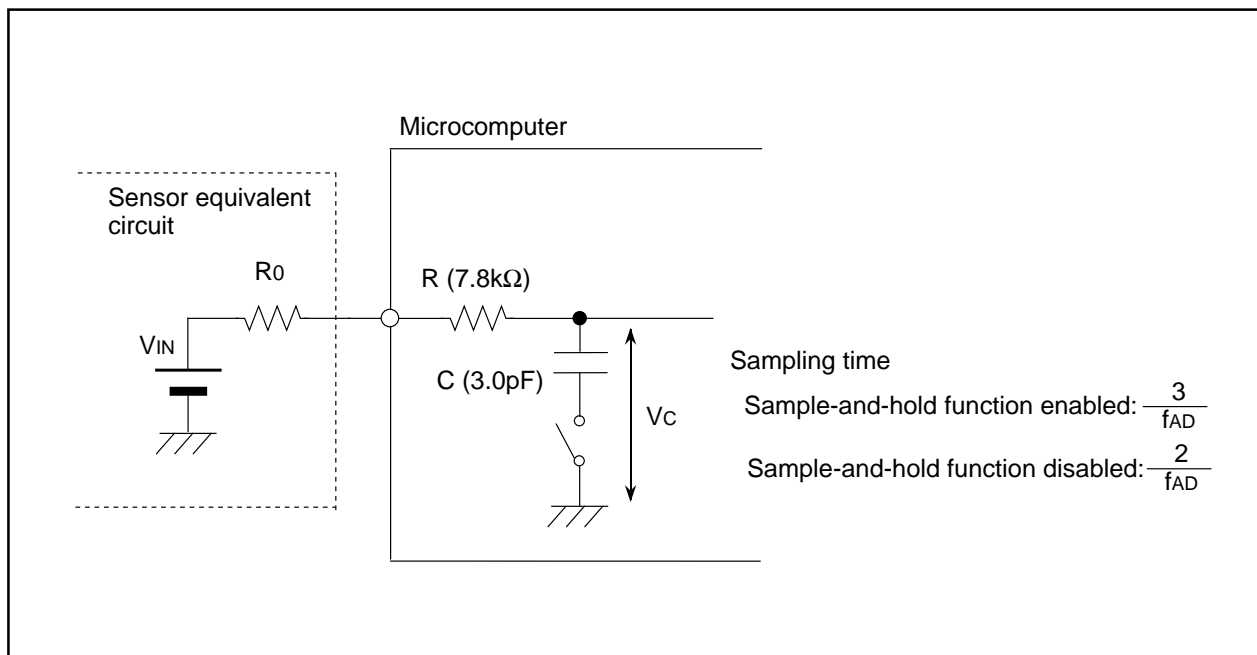 Microcomputer
Sensor equivalent
circuit
R0
R (7.8kΩ)
VIN
C (3.0pF)
VC
Sampling time
Sample-and-hold function enabled: 3
fAD
Sample-and-hold function disabled: 2
fAD